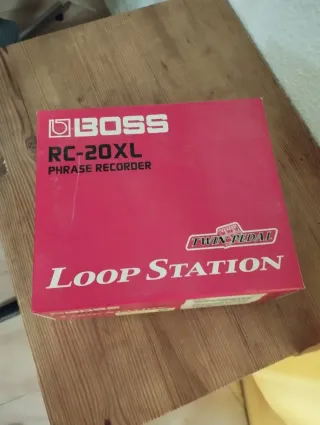 BOSS
RC-20XL
PHRASE RECORDER
TWIN PEDAL
LOOP STATION